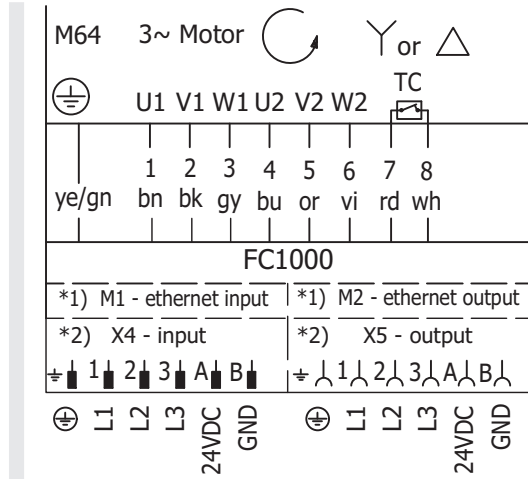 M64 3~ Motor or
TC
U1 V1 W1 U2 V2 W2
1 2 3 4 5 6 7 8
ye/gn bn bk gy bu or vi rd wh
FC1000
*1) M1 - ethernet input *1) M2 - ethernet output
*2) X4 - input *2) X5 - output
1 2 3 A B 1 2 3 A B
L1 L2 L3 24VDC GND L1 L2 L3 24VDC GND